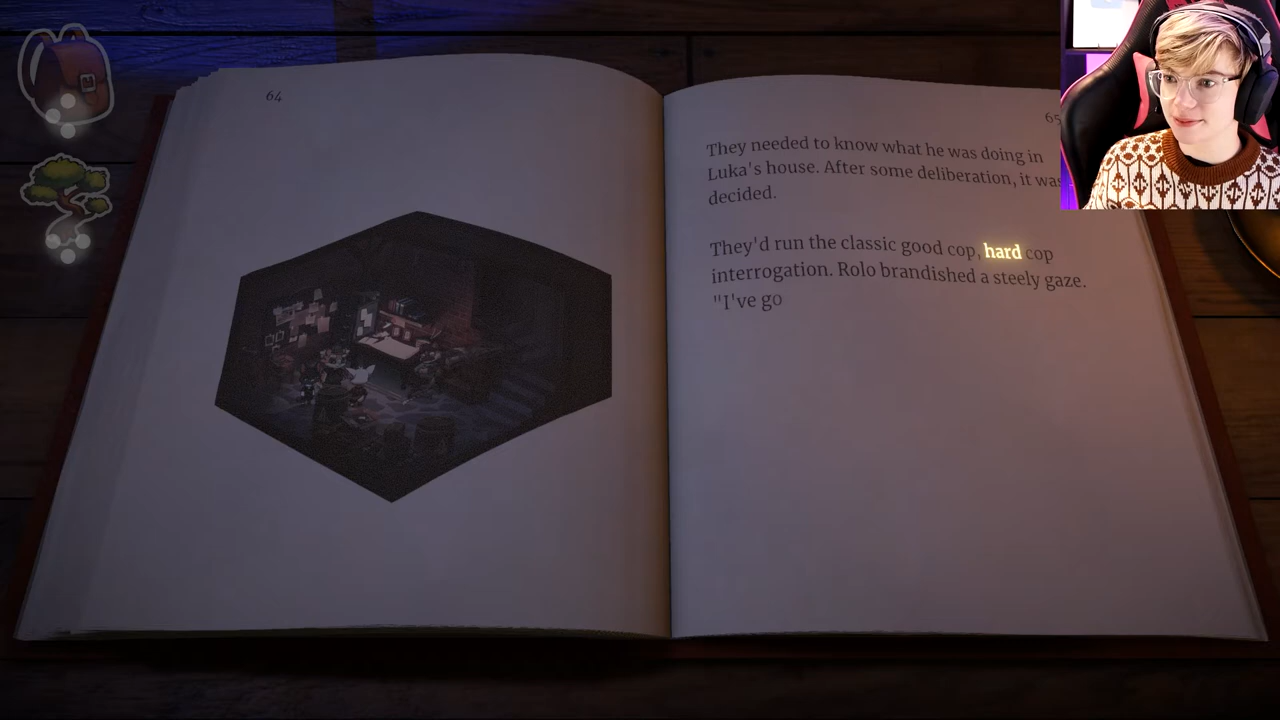 64
65
They needed to know what he was doing in
Luka's house. After some deliberation, it was
decided.
They'd run the classic good cop, hard cop
interrogation. Rolo brandished a steely gaze.
"I've go